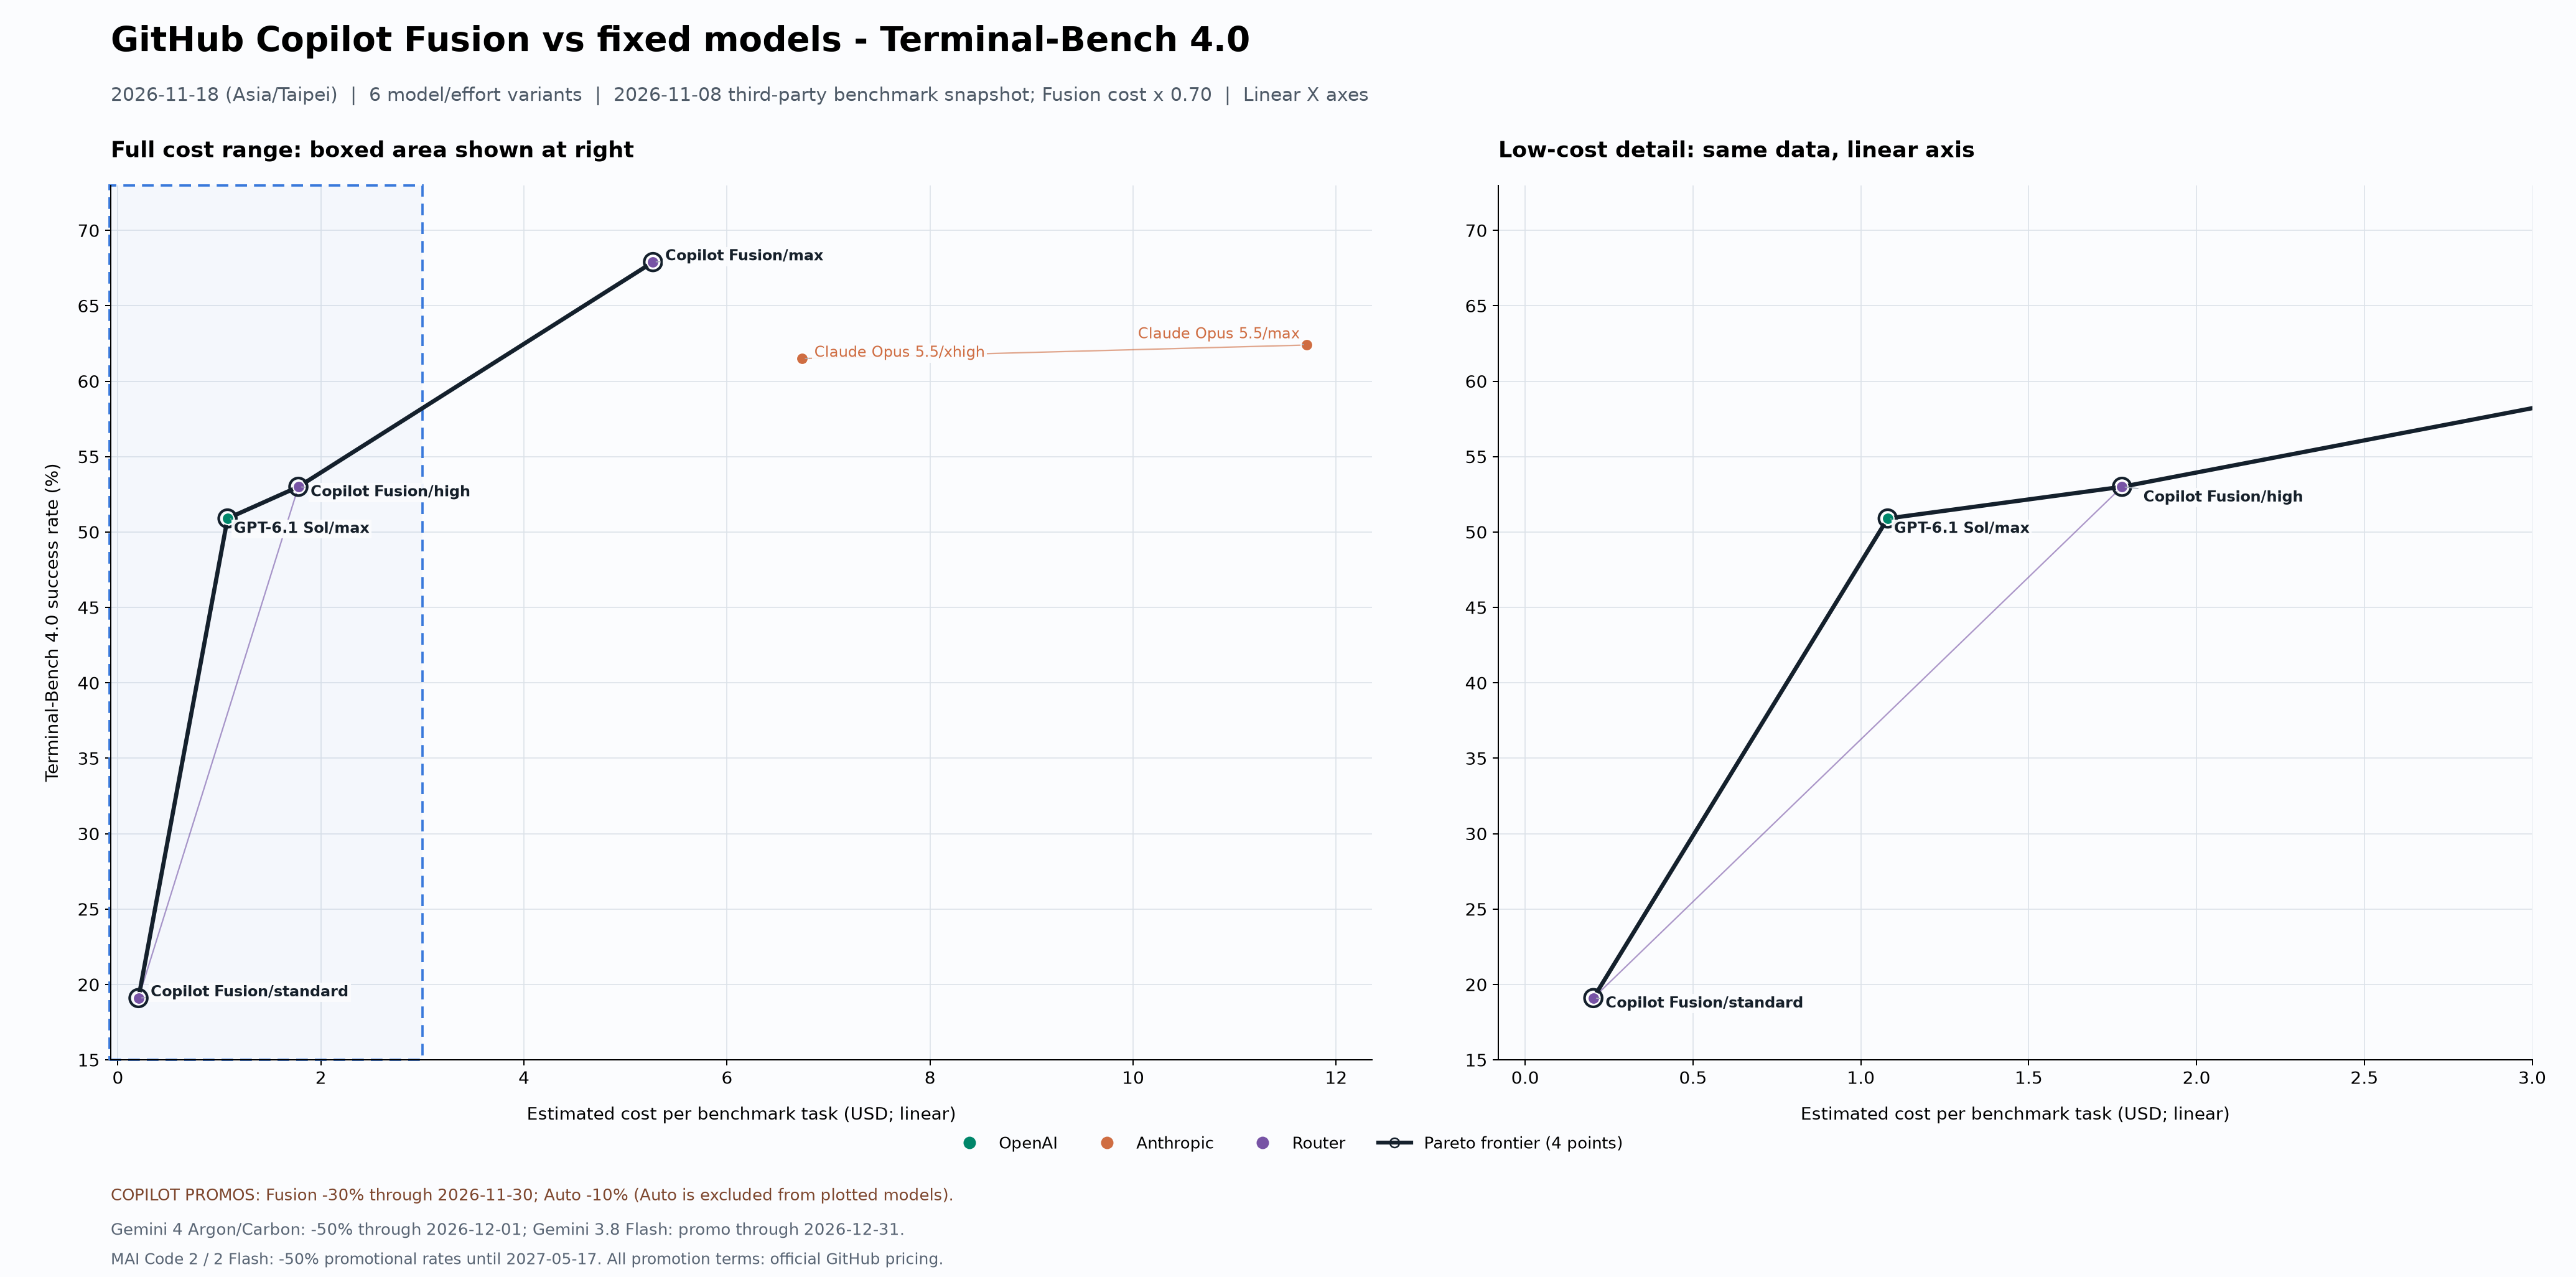 GitHub Copilot Fusion vs fixed models - Terminal-Bench 4.0
2026-11-18 (Asia/Taipei) | 6 model/effort variants | 2026-11-08 third-party benchmark snapshot; Fusion cost x 0.70 | Linear X axes
Full cost range: boxed area shown at right
Terminal-Bench 4.0 success rate (%)
70
65
60
55
50
45
40
35
30
25
20
15
Copilot Fusion/max
Claude Opus 5.5/max
Claude Opus 5.5/xhigh
Copilot Fusion/high
GPT-6.1 Sol/max
Copilot Fusion/standard
0 2 4 6 8 10 12
Estimated cost per benchmark task (USD; linear)
Low-cost detail: same data, linear axis
70
65
60
55
50
45
40
35
30
25
20
15
Copilot Fusion/high
GPT-6.1 Sol/max
Copilot Fusion/standard
0.0 0.5 1.0 1.5 2.0 2.5 3.0
Estimated cost per benchmark task (USD; linear)
OpenAI Anthropic Router Pareto frontier (4 points)
COPILOT PROMOS: Fusion -30% through 2026-11-30; Auto -10% (Auto is excluded from plotted models).
Gemini 4 Argon/Carbon: -50% through 2026-12-01; Gemini 3.8 Flash: promo through 2026-12-31.
MAI Code 2 / 2 Flash: -50% promotional rates until 2027-05-17. All promotion terms: official GitHub pricing.